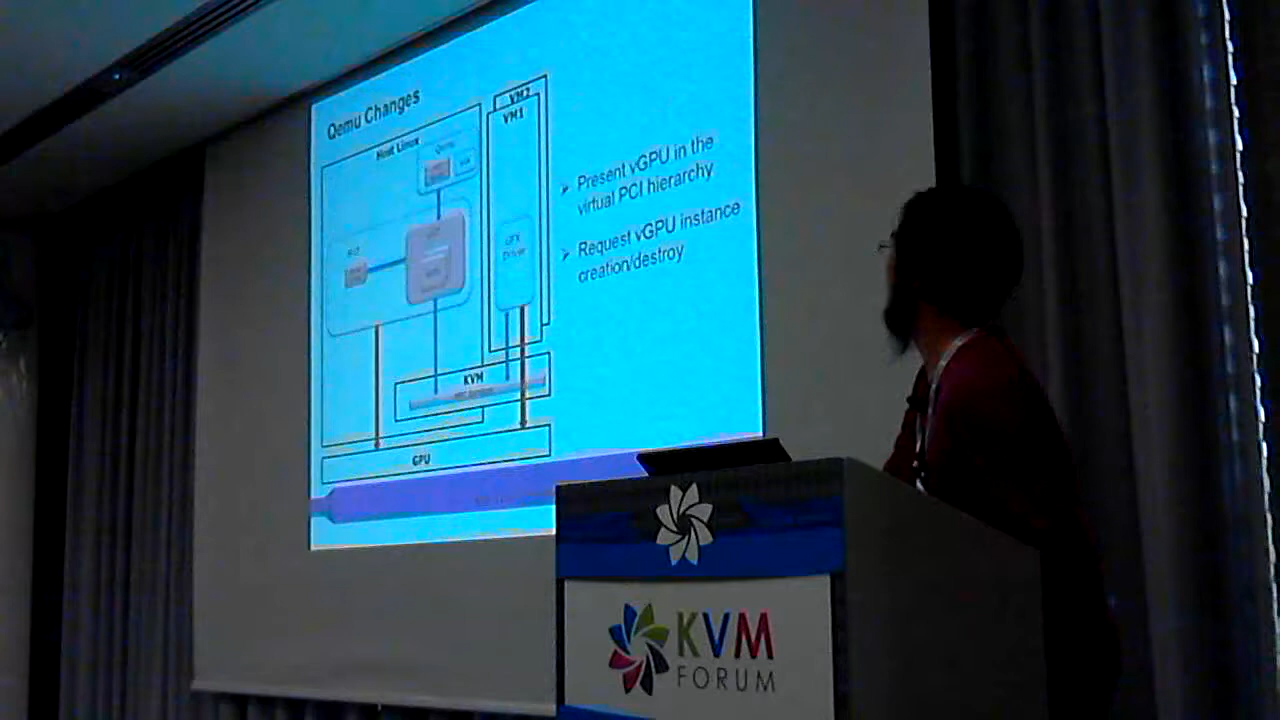 Qemu Changes
Host Linux
Qemu
VM2
VM1
GFX
Driver
KVM
GPU
➢ Present vGPU in the
virtual PCI hierarchy
➢ Request vGPU instance
creation/destroy
KVM
FORUM